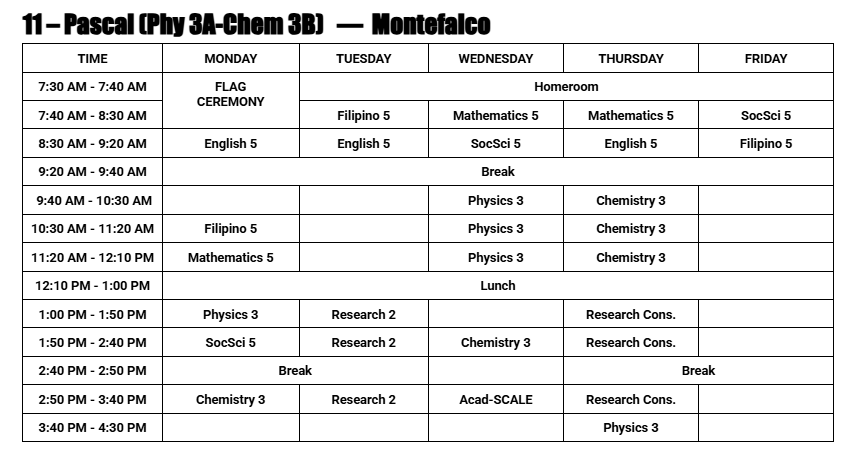 11 – Pascal (Phy 3A-Chem 3B) — Montefalco
TIME MONDAY TUESDAY WEDNESDAY THURSDAY FRIDAY
7:30 AM - 7:40 AM FLAG CEREMONY Homeroom
7:40 AM - 8:30 AM Filipino 5 Mathematics 5 Mathematics 5 SocSci 5
8:30 AM - 9:20 AM English 5 English 5 SocSci 5 English 5 Filipino 5
9:20 AM - 9:40 AM Break
9:40 AM - 10:30 AM Physics 3 Chemistry 3
10:30 AM - 11:20 AM Filipino 5 Physics 3 Chemistry 3
11:20 AM - 12:10 PM Mathematics 5 Physics 3 Chemistry 3
12:10 PM - 1:00 PM Lunch
1:00 PM - 1:50 PM Physics 3 Research 2 Research Cons.
1:50 PM - 2:40 PM SocSci 5 Research 2 Chemistry 3 Research Cons.
2:40 PM - 2:50 PM Break Break
2:50 PM - 3:40 PM Chemistry 3 Research 2 Acad-SCALE Research Cons.
3:40 PM - 4:30 PM Physics 3